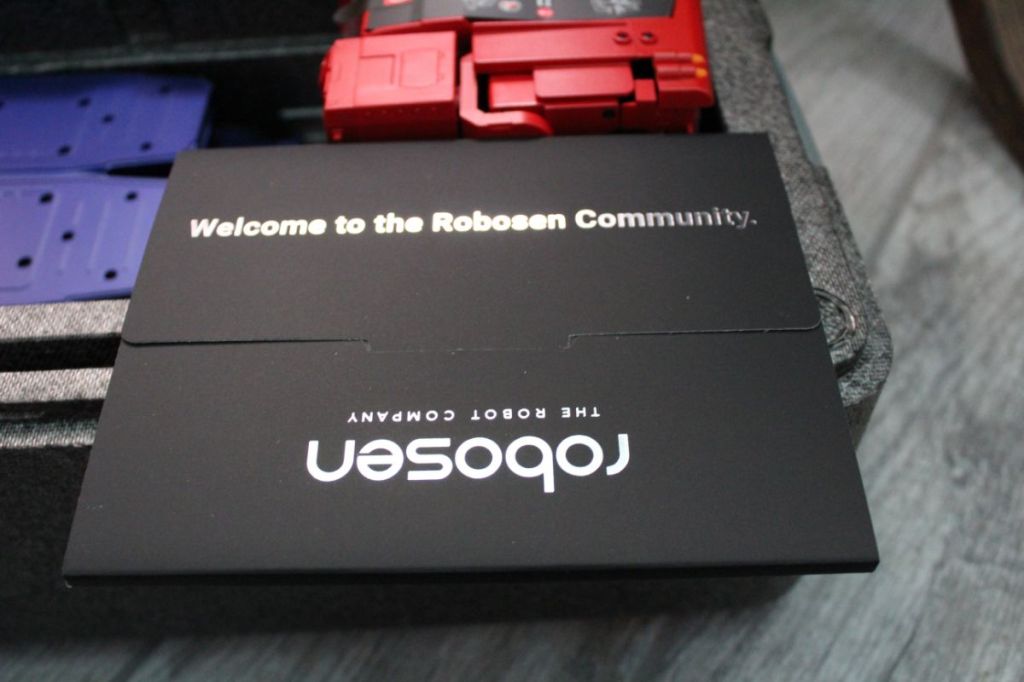 Welcome to the Robosen Community.
THE ROBOT COMPANY
robosen